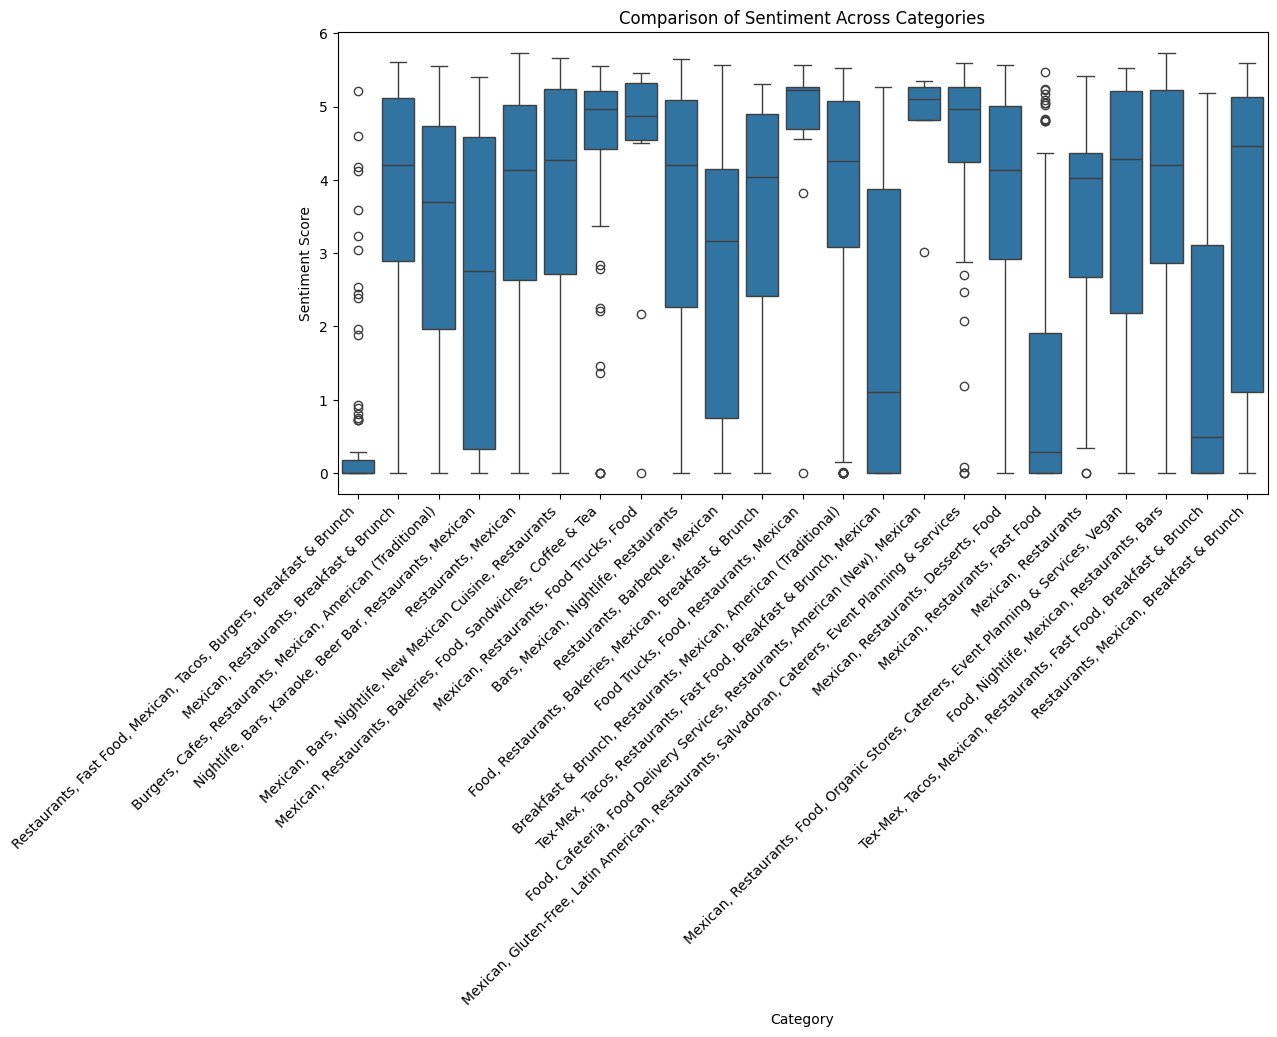 Comparison of Sentiment Across Categories
Sentiment Score
6
5
4
3
2
1
0
Restaurants, Fast Food, Mexican, Tacos, Burgers, Breakfast & Brunch
Mexican, Restaurants, Breakfast & Brunch
Burgers, Cafes, Restaurants, Mexican, American (Traditional)
Nightlife, Bars, Karaoke, Beer Bar, Restaurants, Mexican
Restaurants, Mexican
Mexican, Bars, Nightlife, New Mexican Cuisine, Restaurants
Mexican, Restaurants, Bakeries, Food, Sandwiches, Coffee & Tea
Mexican, Restaurants, Food Trucks, Food
Bars, Mexican, Nightlife, Restaurants
Restaurants, Barbeque, Mexican
Food, Restaurants, Bakeries, Mexican, Breakfast & Brunch
Food Trucks, Food, Restaurants, Mexican
Breakfast & Brunch, Restaurants, Mexican, American (Traditional)
Tex-Mex, Tacos, Restaurants, Fast Food, Breakfast & Brunch, Mexican
Food, Cafeteria, Food Delivery Services, Restaurants, American (New), Mexican
Mexican, Gluten-Free, Latin American, Restaurants, Salvadoran, Caterers, Event Planning & Services
Mexican, Restaurants, Desserts, Food
Mexican, Restaurants, Fast Food
Mexican, Restaurants
Mexican, Restaurants, Food, Organic Stores, Caterers, Event Planning & Services, Vegan
Food, Nightlife, Mexican, Restaurants, Bars
Tex-Mex, Tacos, Mexican, Restaurants, Fast Food, Breakfast & Brunch
Restaurants, Mexican, Breakfast & Brunch
Category